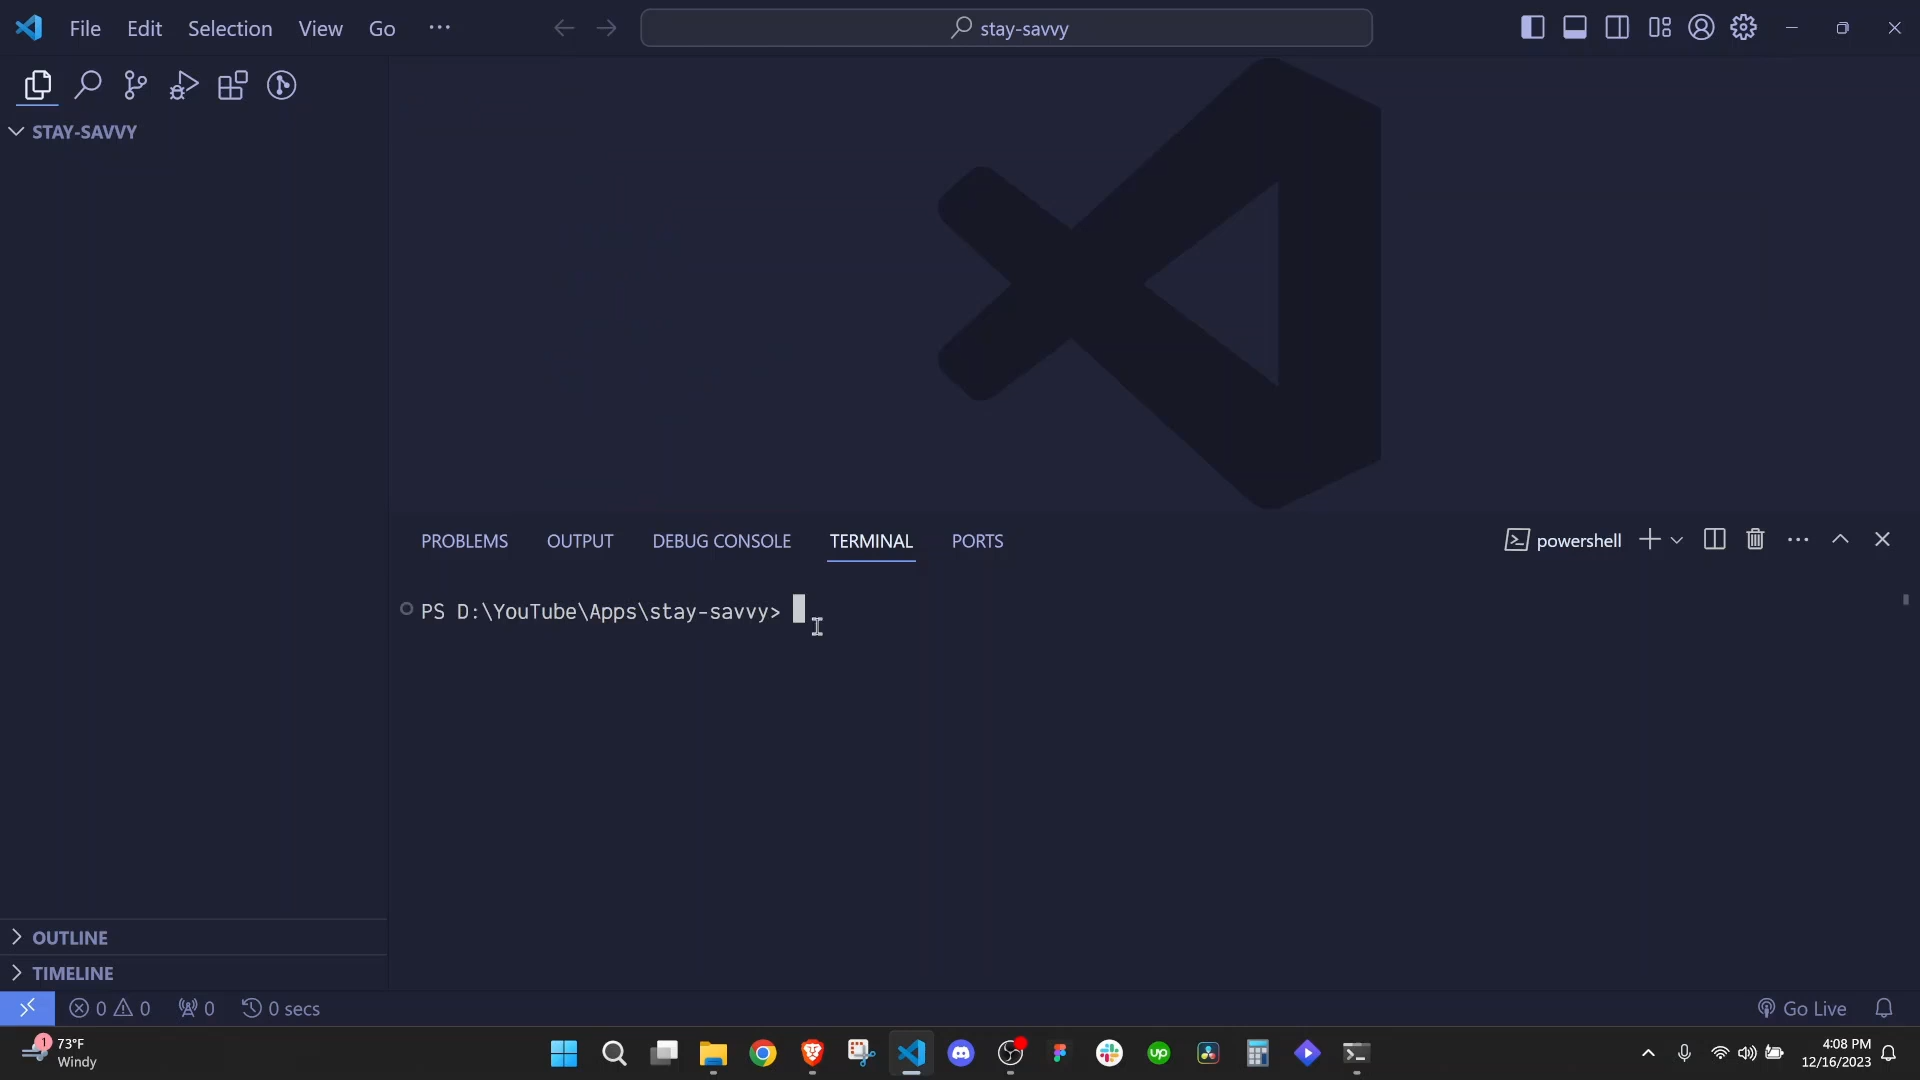 File Edit Selection View Go ···
stay-savvy
STAY-SAVVY
PROBLEMS OUTPUT DEBUG CONSOLE TERMINAL PORTS
powershell
PS D:\YouTube\Apps\stay-savvy>
OUTLINE
TIMELINE
0 0 0 0 secs
Go Live
1
73°F
Windy
up
4:08 PM
12/16/2023